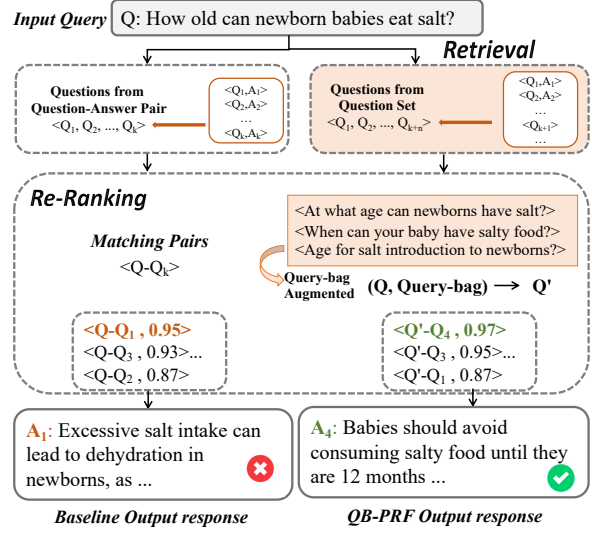 Input Query
Q: How old can newborn babies eat salt?
Retrieval
Questions from
Question-Answer Pair
<Q1, Q2, ..., Qk>
<Q1,A1>
<Q2,A2>
...
<Qk,Ak>
Questions from
Question Set
<Q1, Q2, ..., Qk+n>
<Q1,A1>
<Q2,A2>
...
<Qk+1>
...
Re-Ranking
Matching Pairs
<Q-Qk>
<At what age can newborns have salt?>
<When can your baby have salty food?>
<Age for salt introduction to newborns?>
Query-bag
Augmented
(Q, Query-bag) → Q'
<Q-Q1 , 0.95>
<Q-Q3 , 0.93>...
<Q-Q2 , 0.87>
<Q'-Q4 , 0.97>
<Q'-Q3 , 0.95>...
<Q'-Q1 , 0.87>
A1: Excessive salt intake can
lead to dehydration in
newborns, as ...
A4: Babies should avoid
consuming salty food until they
are 12 months ...
Baseline Output response
QB-PRF Output response